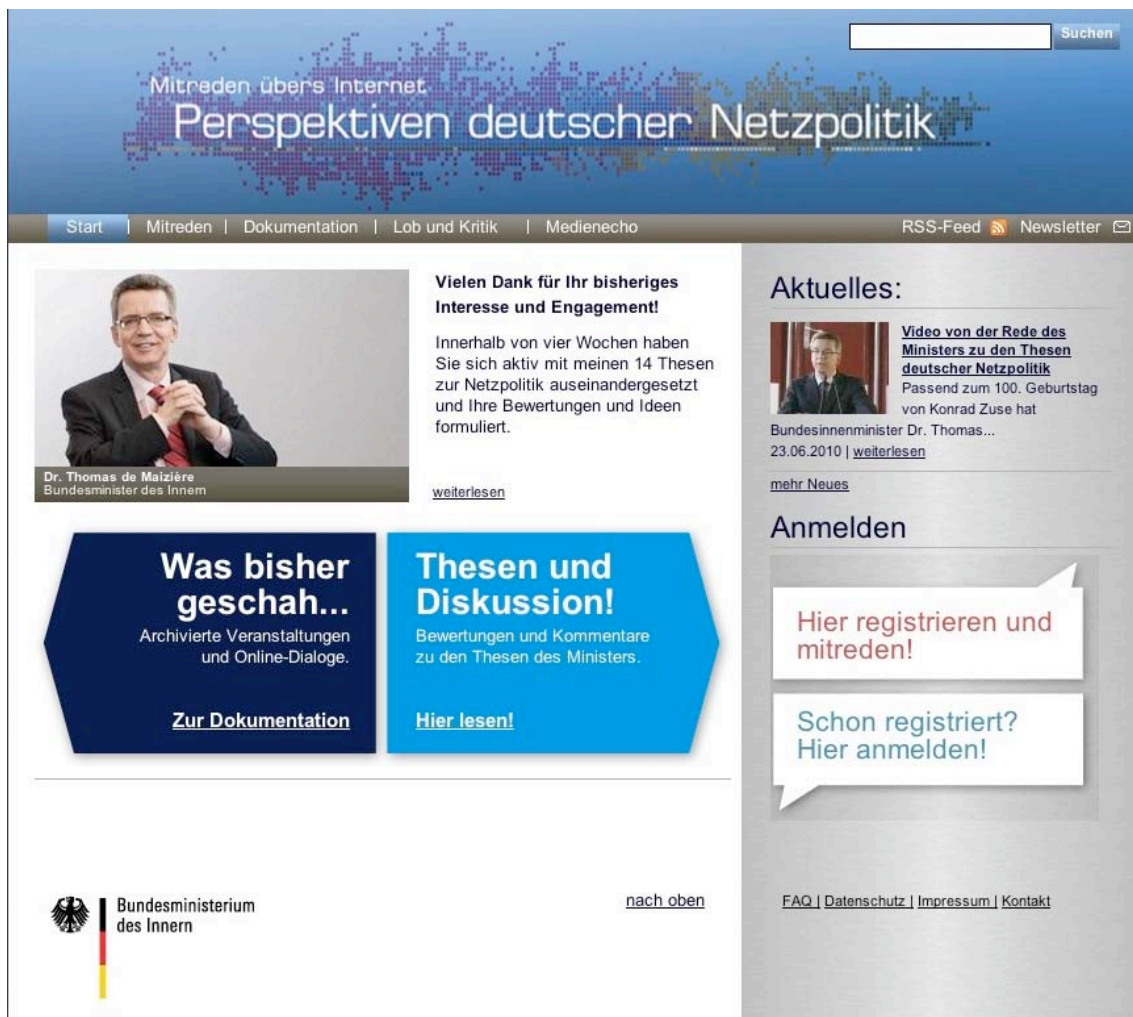 Suchen
Mitreden übers Internet
Perspektiven deutscher Netzpolitik
Start | Mitreden | Dokumentation | Lob und Kritik | Medienecho
RSS-Feed Newsletter
Dr. Thomas de Maizière
Bundesminister des Innern
Vielen Dank für Ihr bisheriges
Interesse und Engagement!
Innerhalb von vier Wochen haben
Sie sich aktiv mit meinen 14 Thesen
zur Netzpolitik auseinandergesetzt
und Ihre Bewertungen und Ideen
formuliert.
weiterlesen
Was bisher
geschah...
Archivierte Veranstaltungen
und Online-Dialoge.
Zur Dokumentation
Thesen und
Diskussion!
Bewertungen und Kommentare
zu den Thesen des Ministers.
Hier lesen!
Aktuelles:
Video von der Rede des
Ministers zu den Thesen
deutscher Netzpolitik
Passend zum 100. Geburtstag
von Konrad Zuse hat
Bundesinnenminister Dr. Thomas...
23.06.2010 | weiterlesen
mehr Neues
Anmelden
Hier registrieren und
mitreden!
Schon registriert?
Hier anmelden!
Bundesministerium
des Innern
nach oben
FAQ | Datenschutz | Impressum | Kontakt